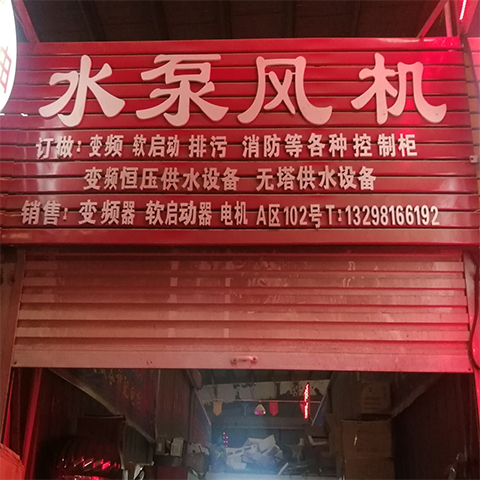 水泵风机
订做：变频 软启动 排污 消防等各种控制柜
变频恒压供水设备 无塔供水设备
销售：变频器 软启动器 电机 A区102号T:13298166192
油